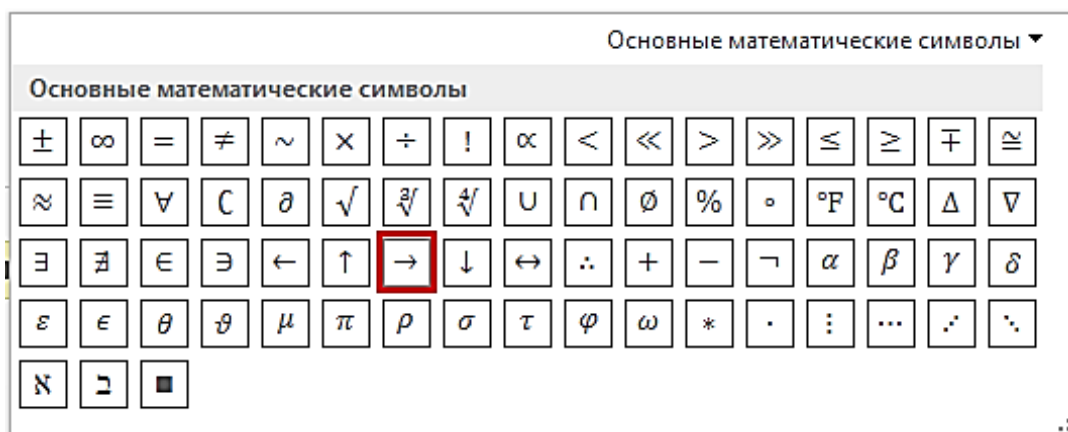 Основные математические символы ▼
Основные математические символы
± ∞ = ≠ ~ × ÷ ! ∝ < ≪ > ≫ ≤ ≥ ∓ ≅
≈ ≡ ∀ ∁ ∂ √ ∛ ∜ ∪ ∩ ∅ % ° °F °C ∆ ∇
∃ ∄ ∈ ∋ ← ↑ → ↓ ↔ ∴ + − ¬ α β γ δ
ε ϵ θ ϑ μ π ρ σ τ φ ω * ∙ ⋮ ⋯ ⋰ ⋱
ℵ ℶ ■